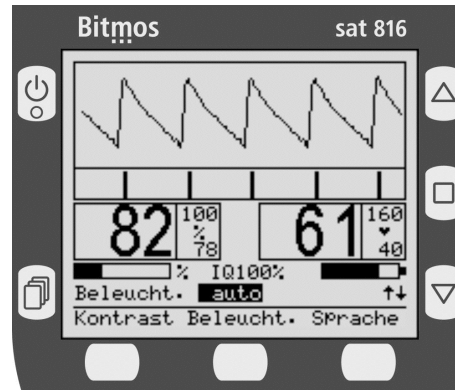 Bitmos sat 816
82 100 % 78 61 160 ♥ 40
% IQ100%
Beleucht. auto ↑↓
Kontrast Beleucht. Sprache